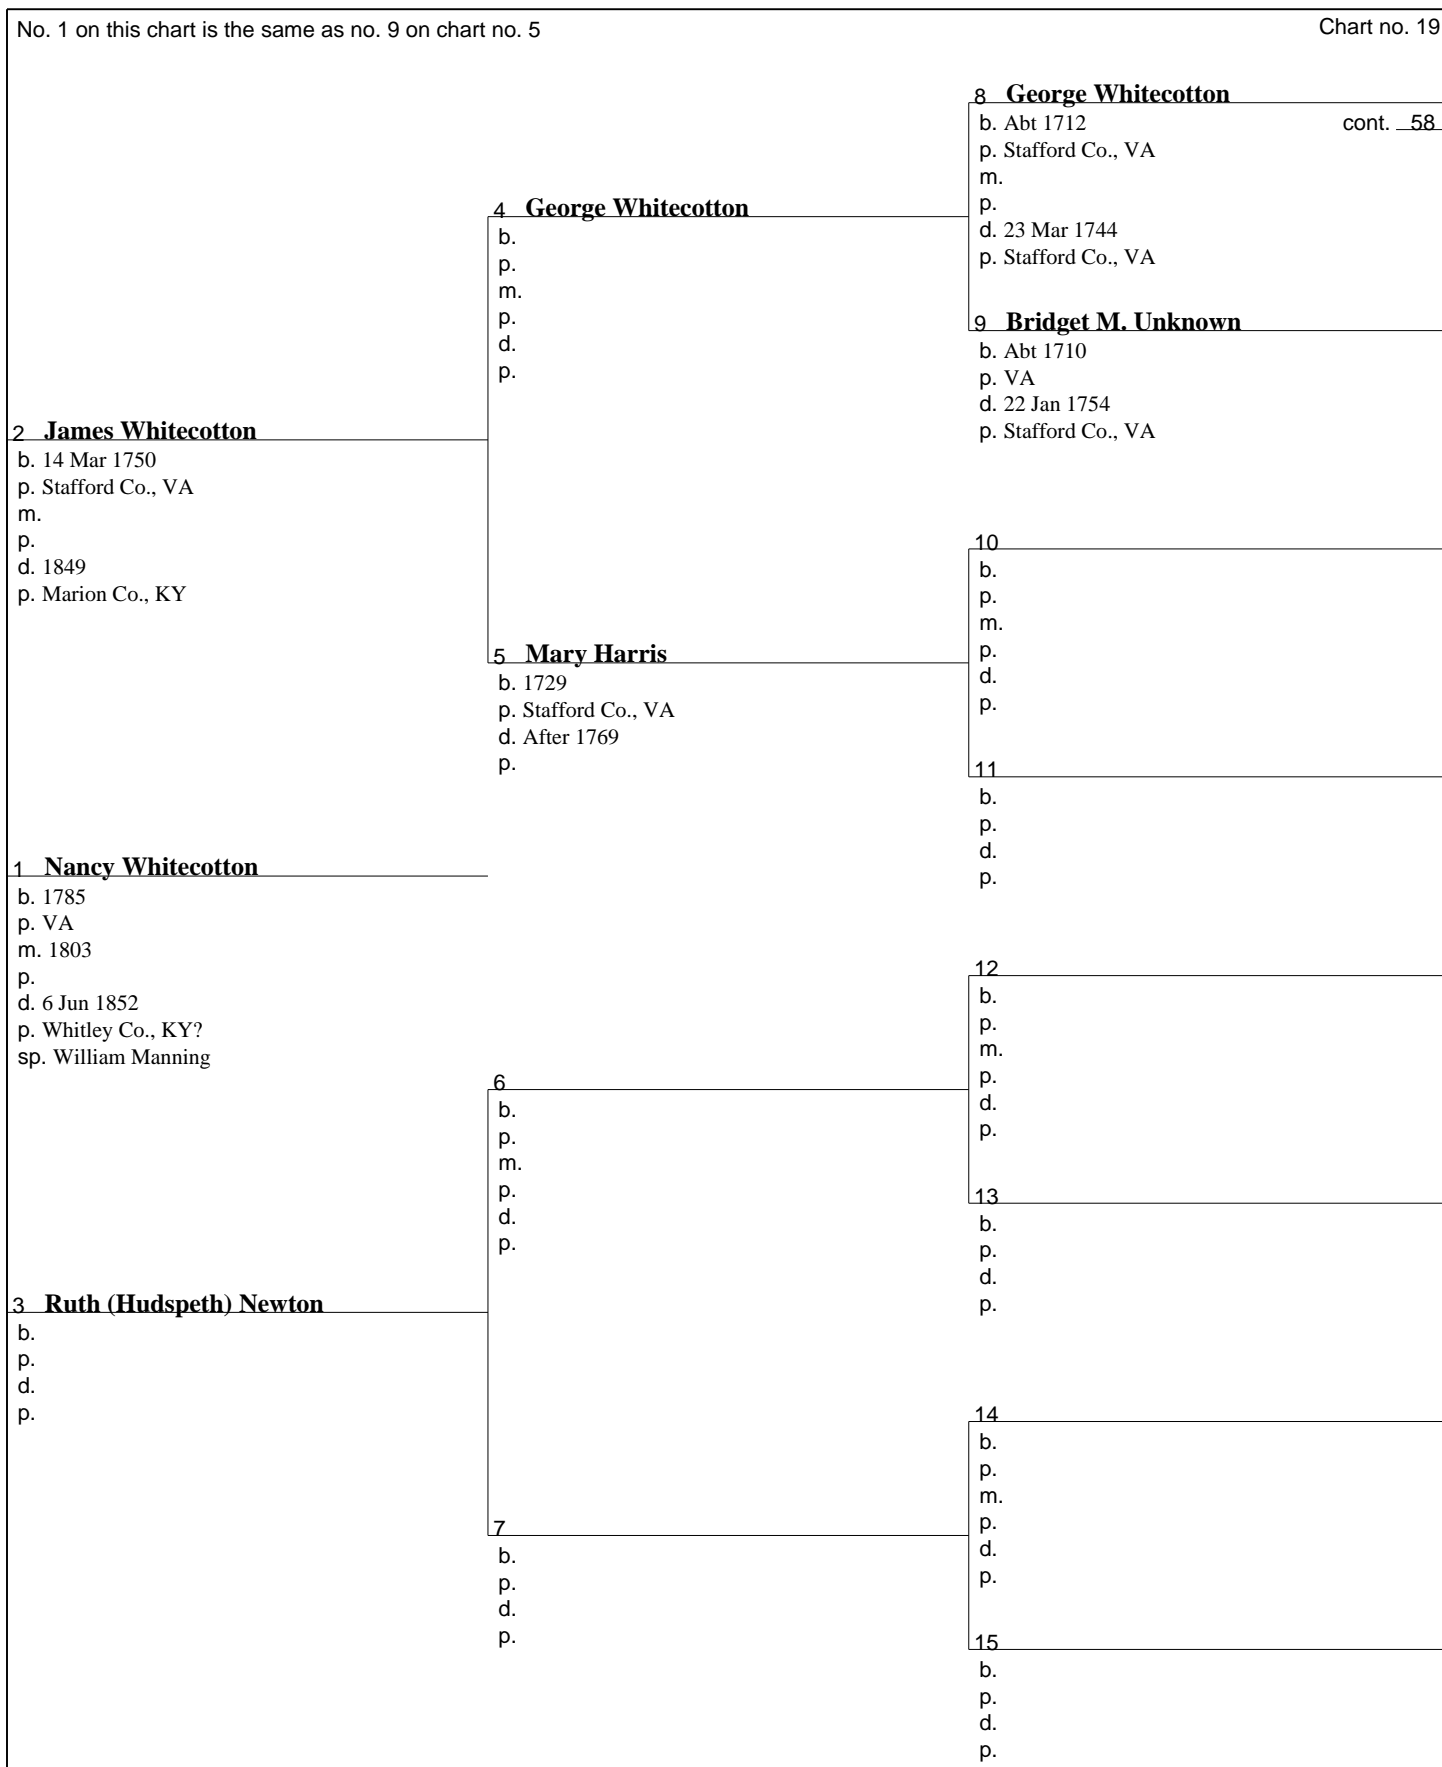 No. 1 on this chart is the same as no. 9 on chart no. 5
Chart no. 19
8 George Whitecotton
b. Abt 1712
cont. 58
p. Stafford Co., VA
m.
p.
d. 23 Mar 1744
p. Stafford Co., VA
4 George Whitecotton
b.
p.
m.
p.
d.
p.
9 Bridget M. Unknown
b. Abt 1710
p. VA
d. 22 Jan 1754
p. Stafford Co., VA
2 James Whitecotton
b. 14 Mar 1750
p. Stafford Co., VA
m.
p.
d. 1849
p. Marion Co., KY
10
b.
p.
m.
p.
d.
p.
5 Mary Harris
b. 1729
p. Stafford Co., VA
d. After 1769
p.
11
b.
p.
d.
p.
1 Nancy Whitecotton
b. 1785
p. VA
m. 1803
p.
d. 6 Jun 1852
p. Whitley Co., KY?
sp. William Manning
12
b.
p.
m.
p.
d.
p.
6
b.
p.
m.
p.
d.
p.
13
b.
p.
d.
p.
3 Ruth (Hudspeth) Newton
b.
p.
d.
p.
14
b.
p.
m.
p.
d.
p.
7
b.
p.
d.
p.
15
b.
p.
d.
p.